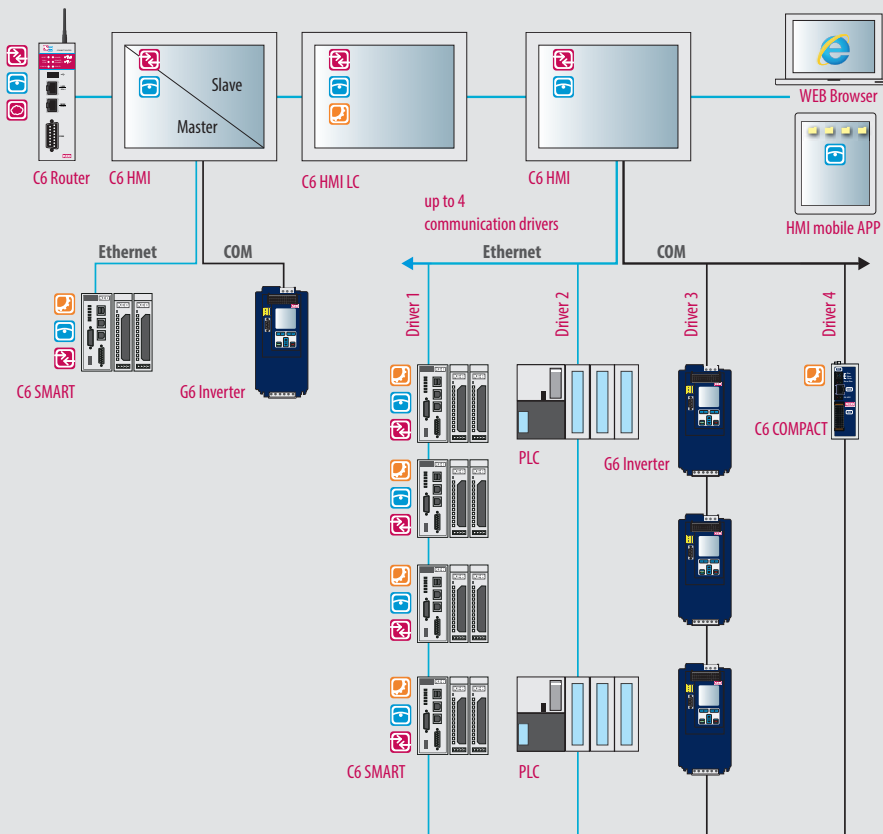 Slave
Master
WEB Browser
C6 Router
C6 HMI
C6 HMI LC
C6 HMI
HMI mobile APP
up to 4
communication drivers
Ethernet
COM
Ethernet
COM
Driver 1
Driver 2
Driver 3
Driver 4
C6 SMART
G6 Inverter
PLC
G6 Inverter
C6 COMPACT
C6 SMART
PLC